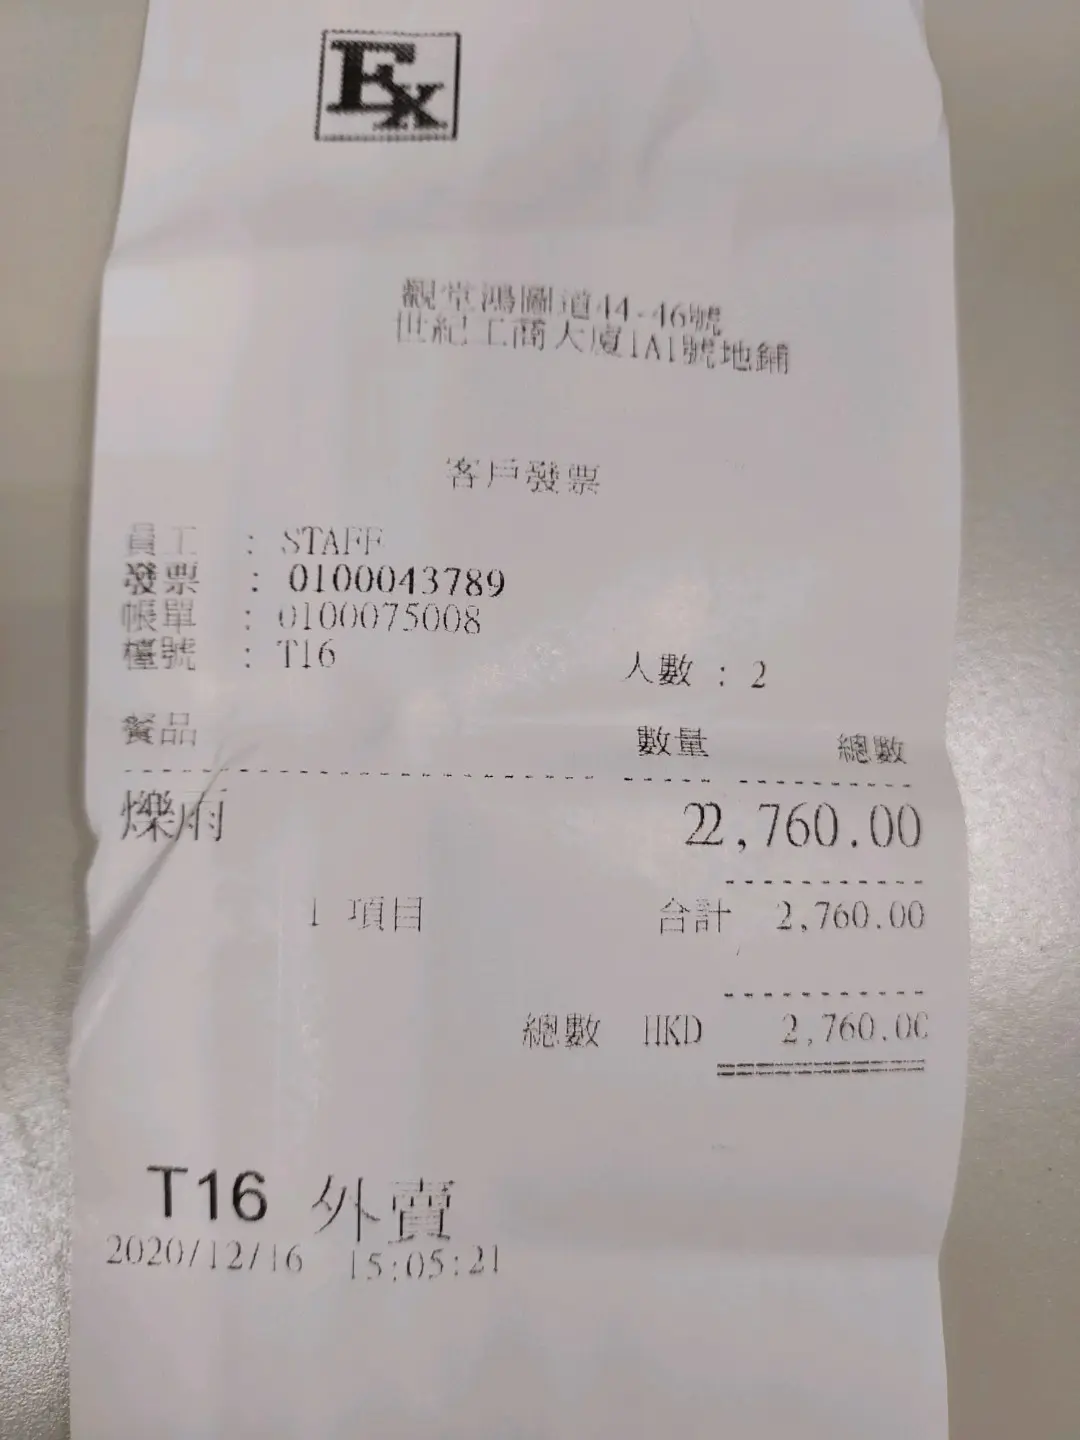 Ex
觀塘鴻圖道44-46號
世紀工商大廈1A1號地鋪
客戶發票
員工 : STAFF
發票 : 0100043789
帳單 : 0100075008
檯號 : T16 人數 : 2
餐品 數量 總數
爍雨 22,760.00
1 項目 合計 2,760.00
總數 HKD 2,760.00
T16 外賣
2020/12/16 15:05:21